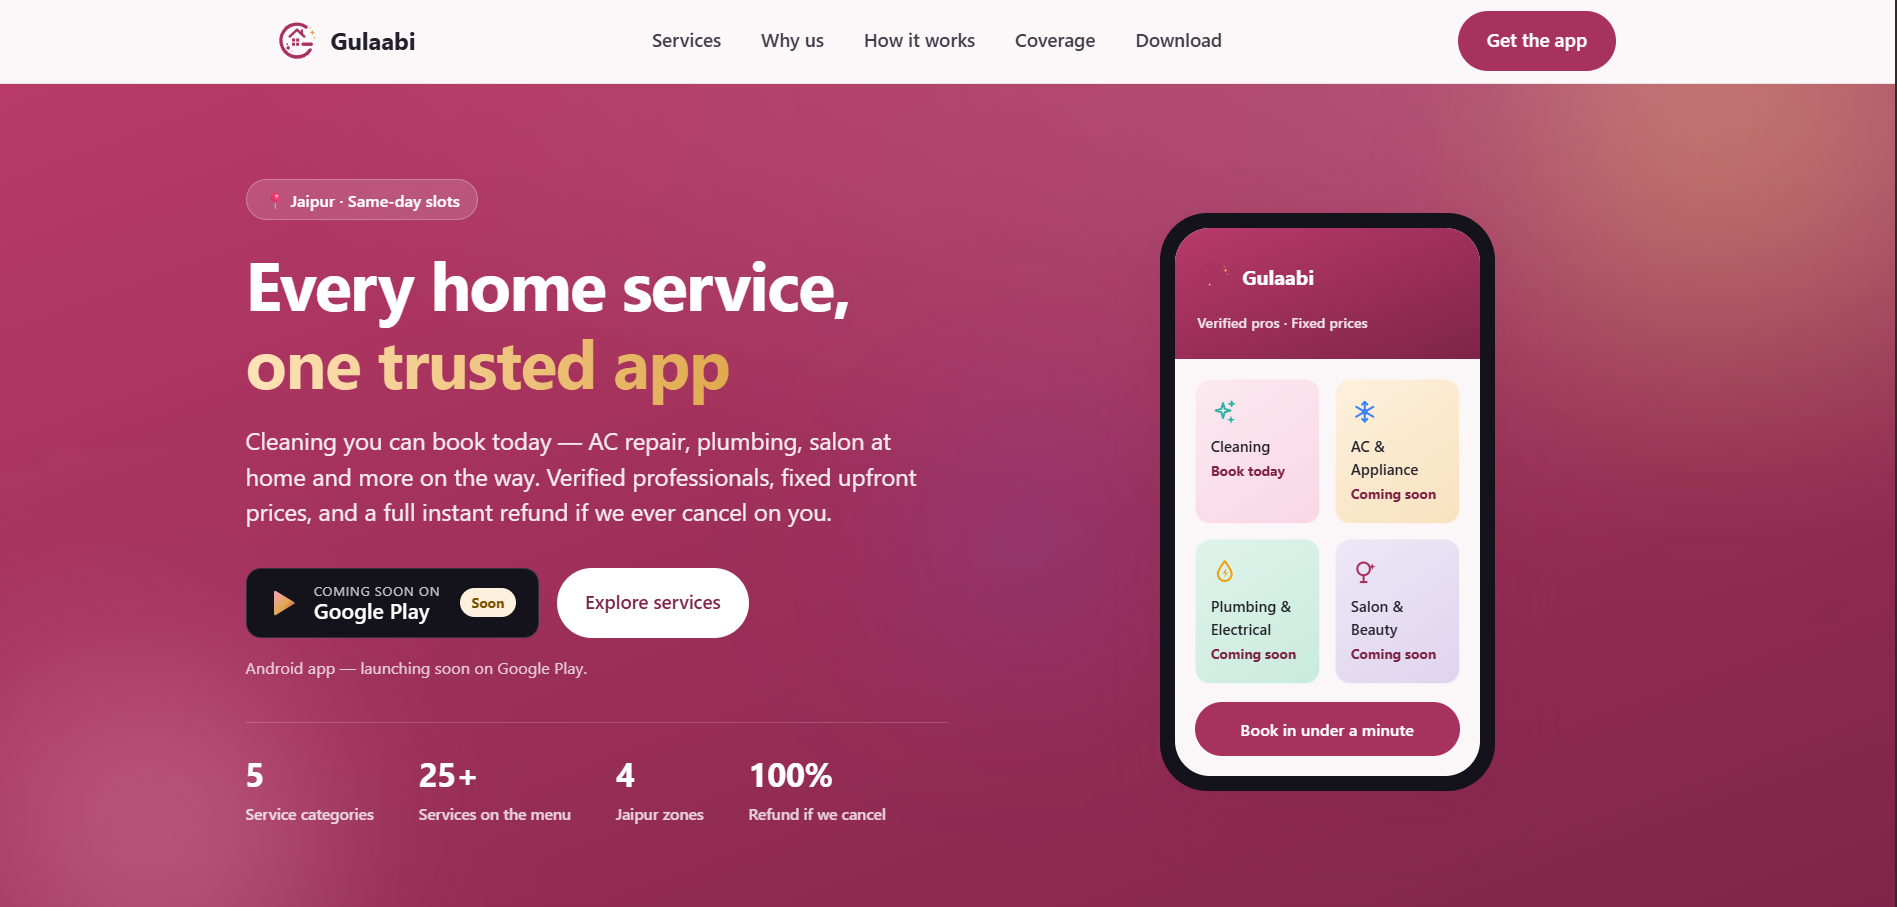 Gulaabi
Services
Why us
How it works
Coverage
Download
Get the app
Jaipur · Same-day slots
Every home service,
one trusted app
Cleaning you can book today — AC repair, plumbing, salon at
home and more on the way. Verified professionals, fixed upfront
prices, and a full instant refund if we ever cancel on you.
COMING SOON ON
Google Play
Soon
Explore services
Android app — launching soon on Google Play.
5
Service categories
25+
Services on the menu
4
Jaipur zones
100%
Refund if we cancel
Gulaabi
Verified pros · Fixed prices
Cleaning
Book today
AC &
Appliance
Coming soon
Plumbing &
Electrical
Coming soon
Salon &
Beauty
Coming soon
Book in under a minute